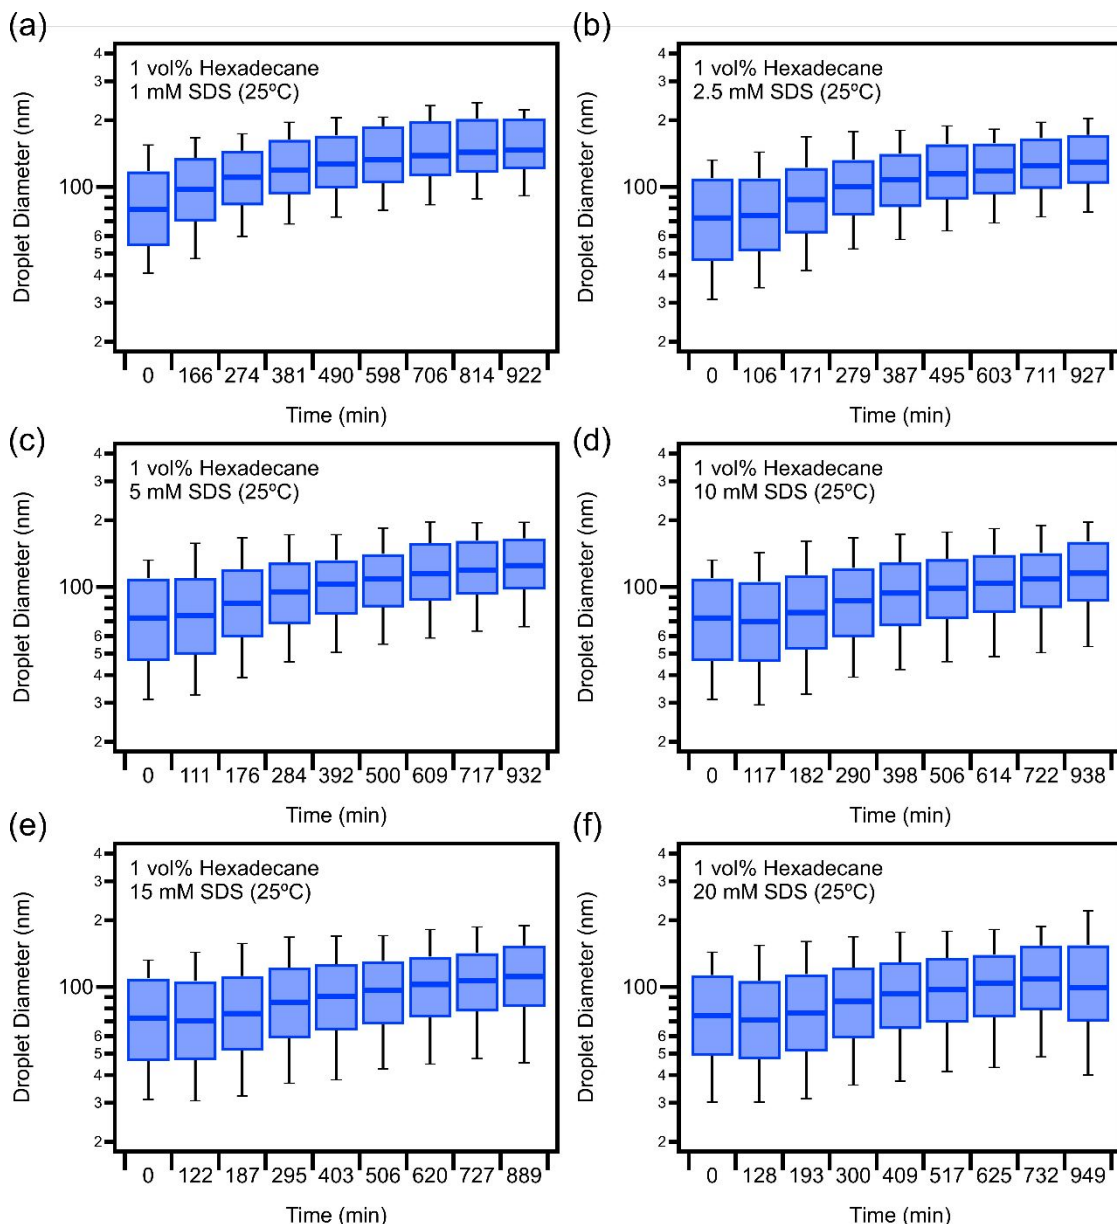 (a)
1 vol% Hexadecane
1 mM SDS (25ºC)
Droplet Diameter (nm)
4
3
2
100
6
5
4
3
2
0 166 274 381 490 598 706 814 922
Time (min)
(b)
1 vol% Hexadecane
2.5 mM SDS (25ºC)
Droplet Diameter (nm)
4
3
2
100
6
5
4
3
2
0 106 171 279 387 495 603 711 927
Time (min)
(c)
1 vol% Hexadecane
5 mM SDS (25ºC)
Droplet Diameter (nm)
4
3
2
100
6
5
4
3
2
0 111 176 284 392 500 609 717 932
Time (min)
(d)
1 vol% Hexadecane
10 mM SDS (25ºC)
Droplet Diameter (nm)
4
3
2
100
6
5
4
3
2
0 117 182 290 398 506 614 722 938
Time (min)
(e)
1 vol% Hexadecane
15 mM SDS (25ºC)
Droplet Diameter (nm)
4
3
2
100
6
5
4
3
2
0 122 187 295 403 506 620 727 889
Time (min)
(f)
1 vol% Hexadecane
20 mM SDS (25ºC)
Droplet Diameter (nm)
4
3
2
100
6
5
4
3
2
0 128 193 300 409 517 625 732 949
Time (min)